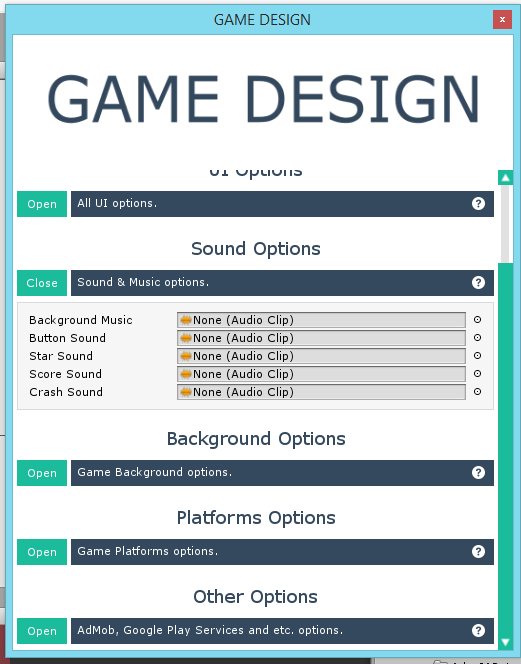 GAME DESIGN
x
GAME DESIGN
UI Options
Open All UI options. ?
Sound Options
Close Sound & Music options. ?
Background Music None (Audio Clip)
Button Sound None (Audio Clip)
Star Sound None (Audio Clip)
Score Sound None (Audio Clip)
Crash Sound None (Audio Clip)
Background Options
Open Game Background options. ?
Platforms Options
Open Game Platforms options. ?
Other Options
Open AdMob, Google Play Services and etc. options. ?